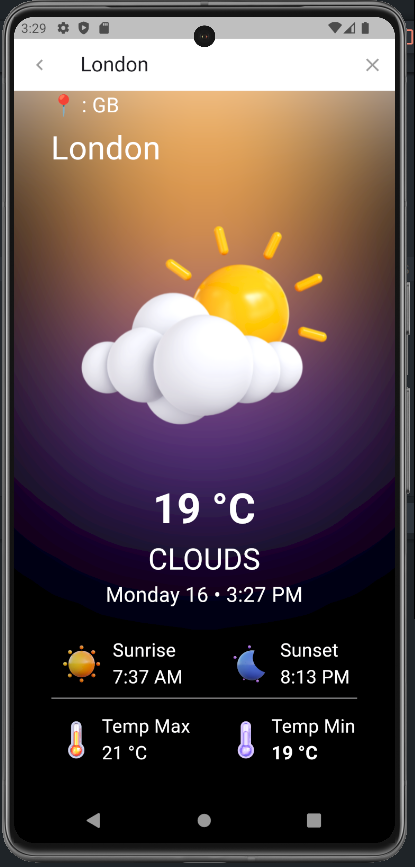 3:29
London
📍 : GB
London
19 °C
CLOUDS
Monday 16 • 3:27 PM
Sunrise
7:37 AM
Sunset
8:13 PM
Temp Max
21 °C
Temp Min
19 °C